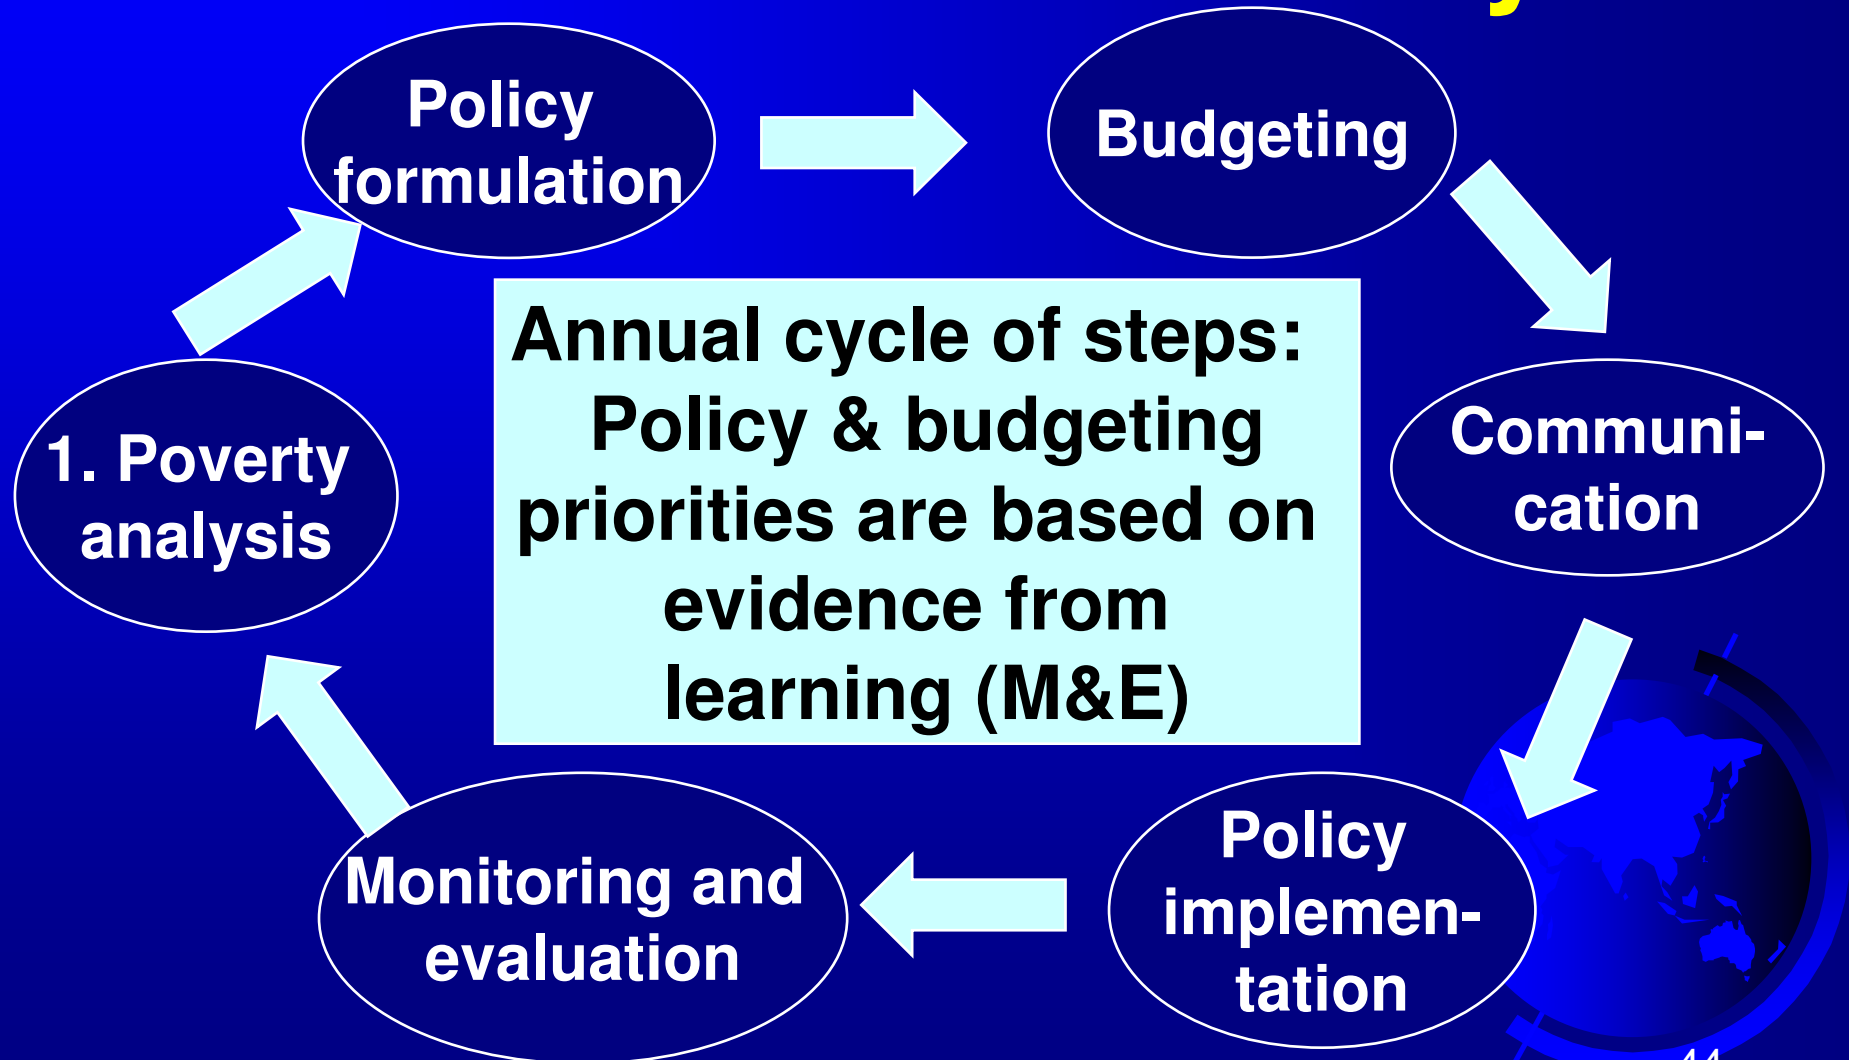 Policy
formulation
Budgeting
Annual cycle of steps:
Policy & budgeting
priorities are based on
evidence from
learning (M&E)
1. Poverty
analysis
Communi-
cation
Monitoring and
evaluation
Policy
implemen-
tation